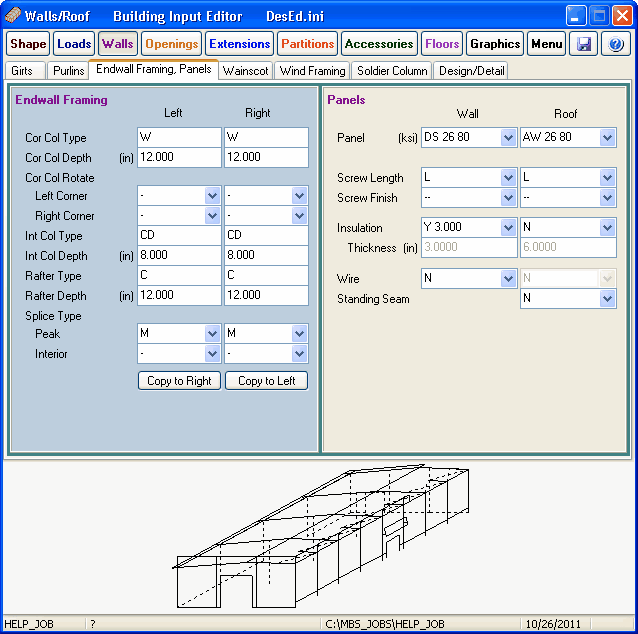 Walls/Roof Building Input Editor DesEd.ini
Shape Loads Walls Openings Extensions Partitions Accessories Floors Graphics Menu
Girts Purlins Endwall Framing, Panels Wainscot Wind Framing Soldier Column Design/Detail
Endwall Framing
Left Right
Cor Col Type W W
Cor Col Depth (in) 12.000 12.000
Cor Col Rotate
Left Corner - -
Right Corner - -
Int Col Type CD CD
Int Col Depth (in) 8.000 8.000
Rafter Type C C
Rafter Depth (in) 12.000 12.000
Splice Type
Peak M M
Interior - -
Copy to Right Copy to Left
Panels
Wall Roof
Panel (ksi) DS 26 80 AW 26 80
Screw Length L L
Screw Finish -- --
Insulation Y 3.000 N
Thickness (in) 3.0000 6.0000
Wire N N
Standing Seam N
HELP_JOB ? C:\MBS_JOBS\HELP_JOB 10/26/2011